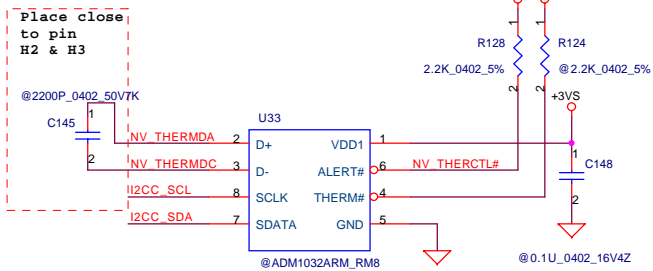 Place close
to pin
H2 & H3
1
1
R128
R124
2.2K_0402_5%
@2.2K_0402_5%
2
2
@2200P_0402_50V7K
+3VS
1
C145
2
U33
NV_THERMDA
2
D+
VDD1
1
NV_THERMDC
3
D-
ALERT#
6
NV_THERCTL#
1
C148
2
I2CC_SCL
8
SCLK
THERM#
4
I2CC_SDA
7
SDATA
GND
5
@ADM1032ARM_RM8
@0.1U_0402_16V4Z